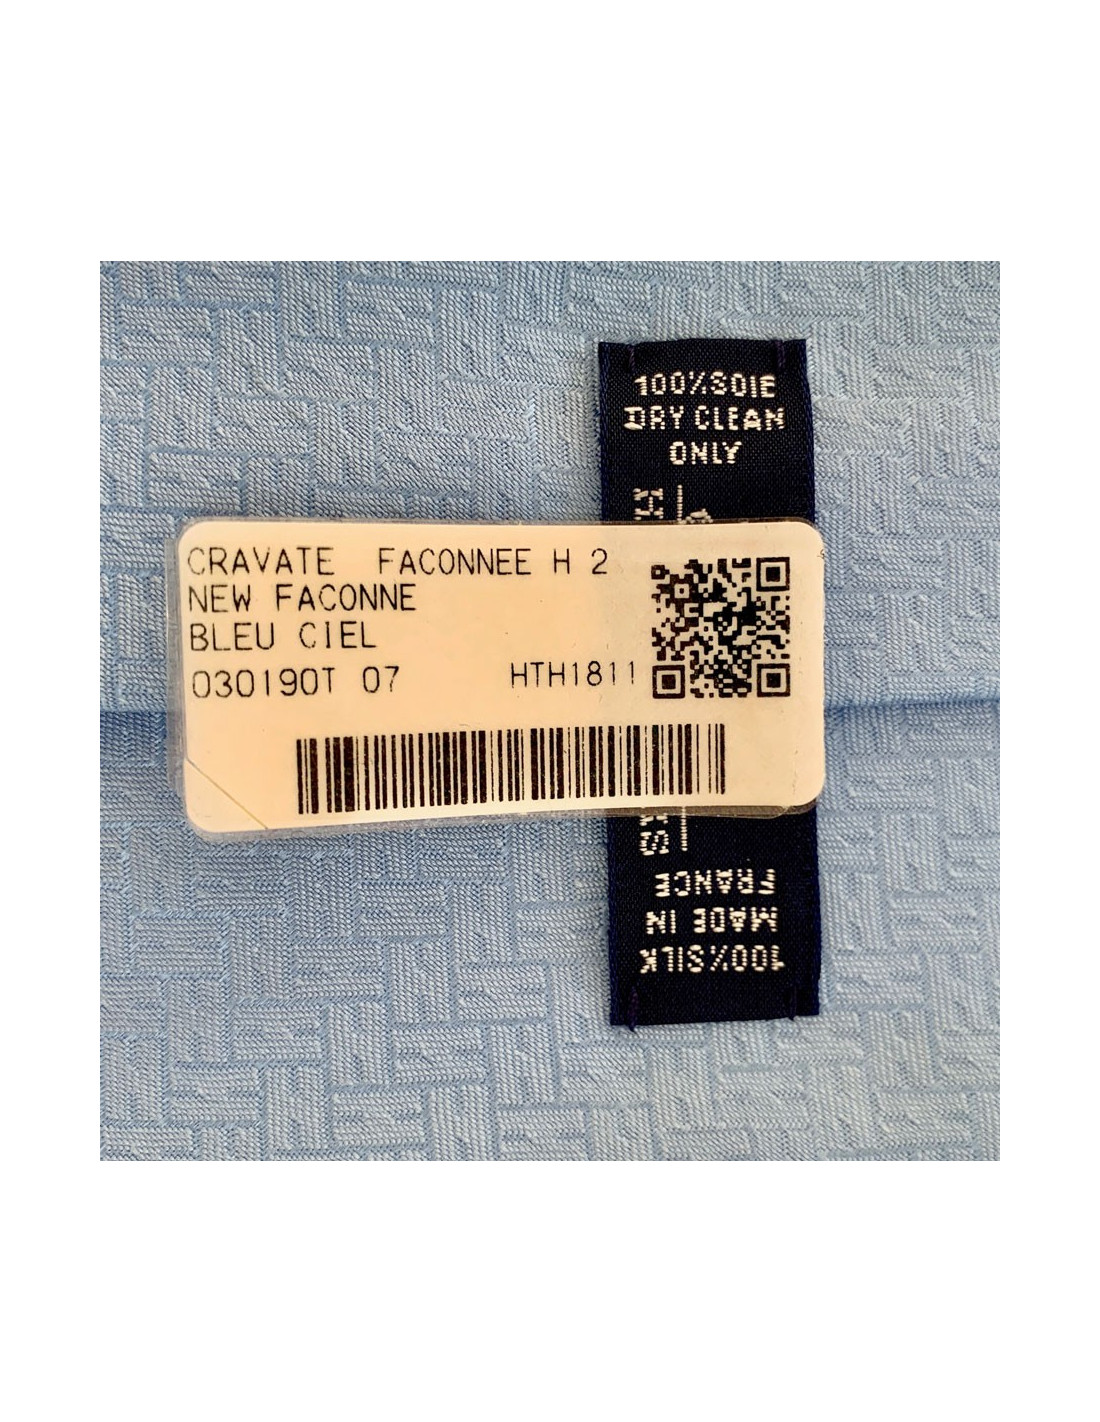 100%SOIE
DRY CLEAN
ONLY
CRAVATE FACONNEE H 2
NEW FACONNE
BLEU CIEL
030190T 07 HTH1811
100%SILK
MADE IN
FRANCE